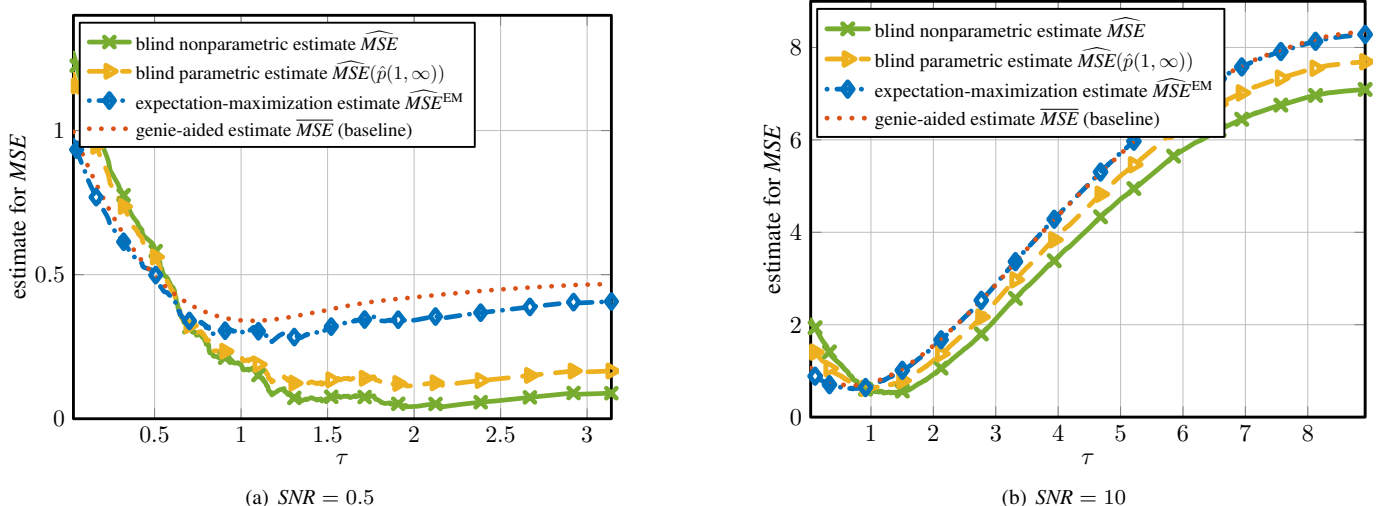 blind nonparametric estimate $\widehat{MSE}$
blind parametric estimate $\widehat{MSE}(\hat{p}(1, \infty))$
expectation-maximization estimate $\widehat{MSE}^{\mathrm{EM}}$
genie-aided estimate $\overline{MSE}$ (baseline)
estimate for MSE
1
0.5
0
0.5
1
1.5
2
2.5
3
τ
(a) SNR = 0.5
blind nonparametric estimate $\widehat{MSE}$
blind parametric estimate $\widehat{MSE}(\hat{p}(1, \infty))$
expectation-maximization estimate $\widehat{MSE}^{\mathrm{EM}}$
genie-aided estimate $\overline{MSE}$ (baseline)
estimate for MSE
8
6
4
2
0
1
2
3
4
5
6
7
8
τ
(b) SNR = 10